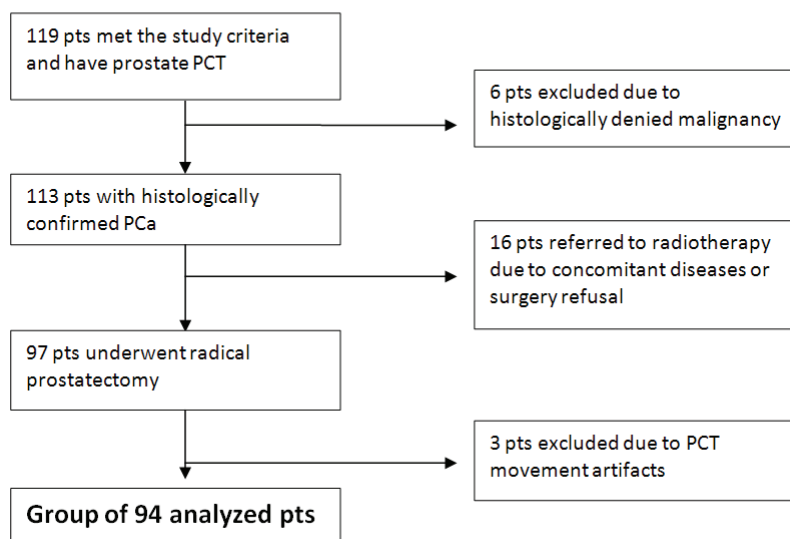 119 pts met the study criteria
and have prostate PCT
6 pts excluded due to
histologically denied malignancy
113 pts with histologically
confirmed PCa
16 pts referred to radiotherapy
due to concomitant diseases or
surgery refusal
97 pts underwent radical
prostatectomy
3 pts excluded due to PCT
movement artifacts
Group of 94 analyzed pts